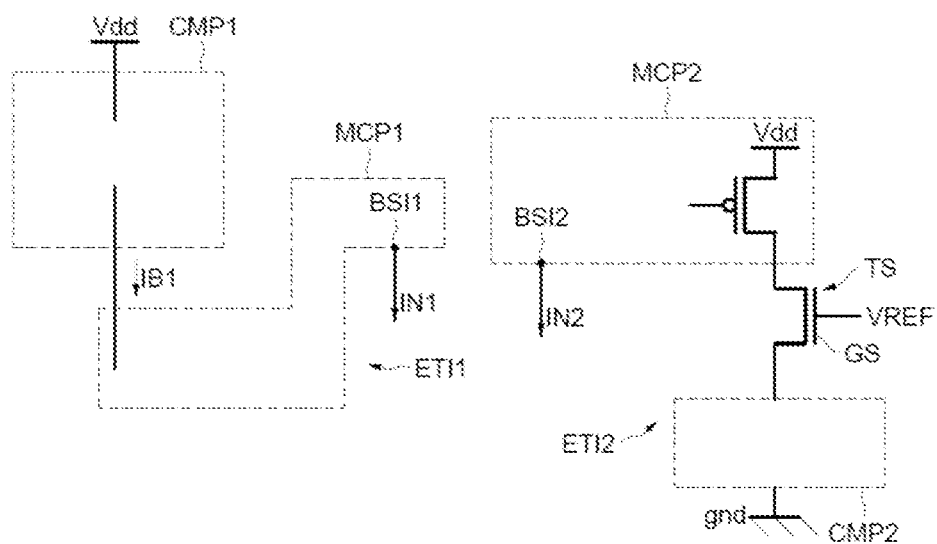 Vdd
CMP1
MCP1
BSI1
IB1
IN1
ETI1
MCP2
Vdd
BSI2
IN2
TS
VREF
GS
ETI2
gnd
CMP2